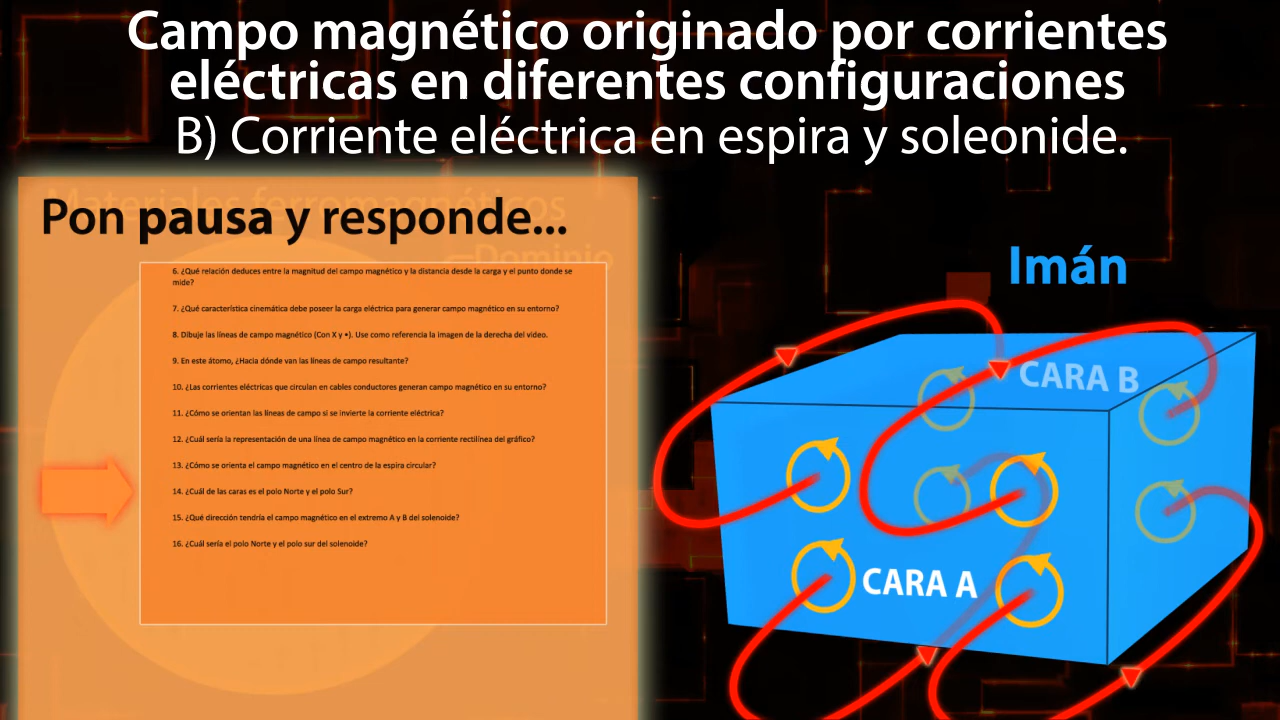 Campo magnético originado por corrientes
eléctricas en diferentes configuraciones
B) Corriente eléctrica en espira y soleonide.
Materiales ferromagnéticos
Pon pausa y responde...
Dominio
6. ¿Qué relación deduces entre la magnitud del campo magnético y la distancia desde la carga y el punto donde se
mide?
7. ¿Qué característica cinemática debe poseer la carga eléctrica para generar campo magnético en su entorno?
8. Dibuje las líneas de campo magnético (Con X y •). Use como referencia la imagen de la derecha del video.
9. En este átomo, ¿Hacia dónde van las líneas de campo resultante?
10. ¿Las corrientes eléctricas que circulan en cables conductores generan campo magnético en su entorno?
11. ¿Cómo se orientan las líneas de campo si se invierte la corriente eléctrica?
12. ¿Cuál sería la representación de una línea de campo magnético en la corriente rectilínea del gráfico?
13. ¿Cómo se orienta el campo magnético en el centro de la espira circular?
14. ¿Cuál de las caras es el polo Norte y el polo Sur?
15. ¿Qué dirección tendría el campo magnético en el extremo A y B del solenoide?
16. ¿Cuál sería el polo Norte y el polo sur del solenoide?
Imán
CARA B
CARA A